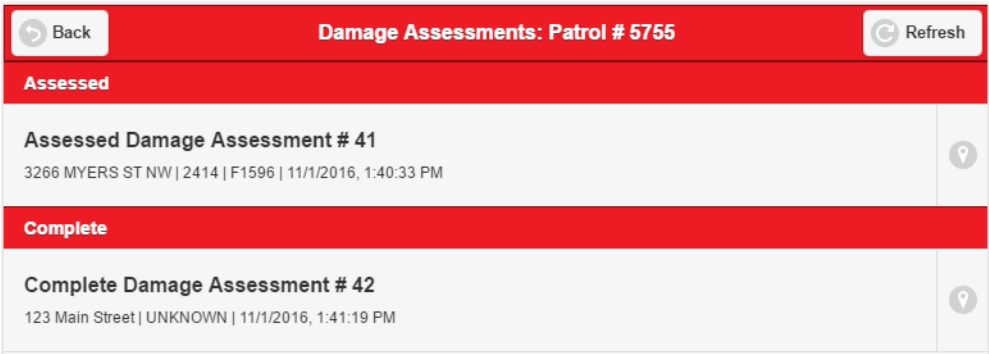 Back
Damage Assessments: Patrol # 5755
Refresh
Assessed
Assessed Damage Assessment # 41
3266 MYERS ST NW | 2414 | F1596 | 11/1/2016, 1:40:33 PM
Complete
Complete Damage Assessment # 42
123 Main Street | UNKNOWN | 11/1/2016, 1:41:19 PM